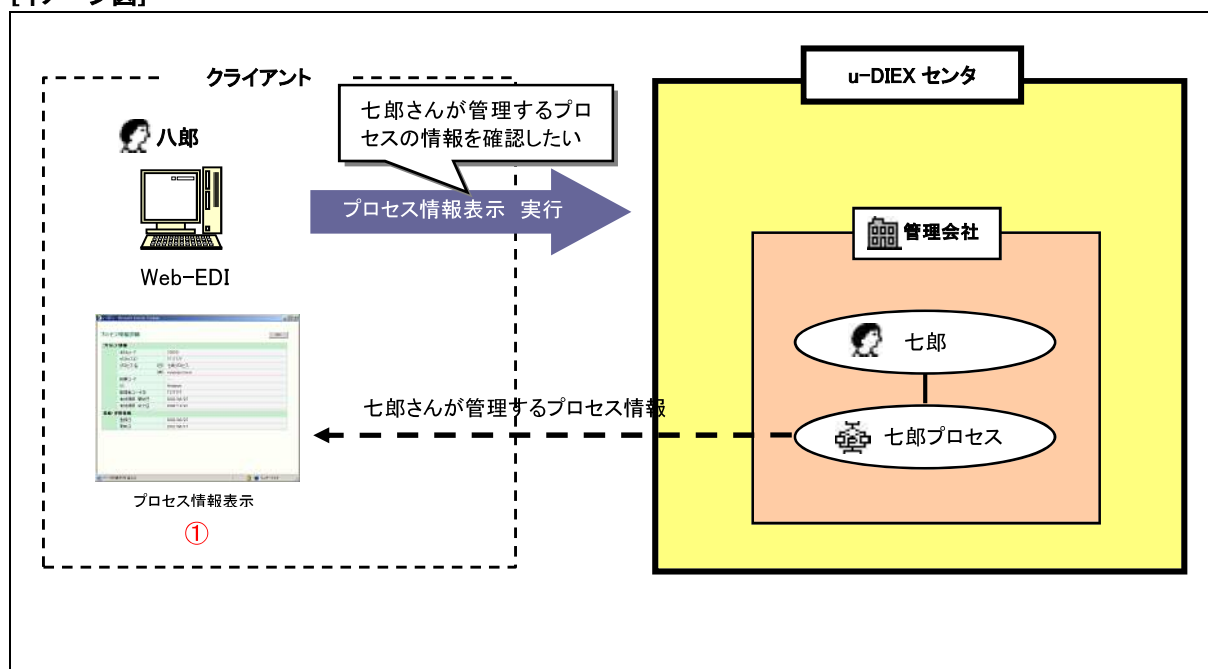 [イメージ図]
クライアント
八郎
Web-EDI
七郎さんが管理するプロ
セスの情報を確認したい
プロセス情報表示 実行
u-DIEX センタ
管理会社
七郎
七郎プロセス
七郎さんが管理するプロセス情報
プロセス情報表示
①